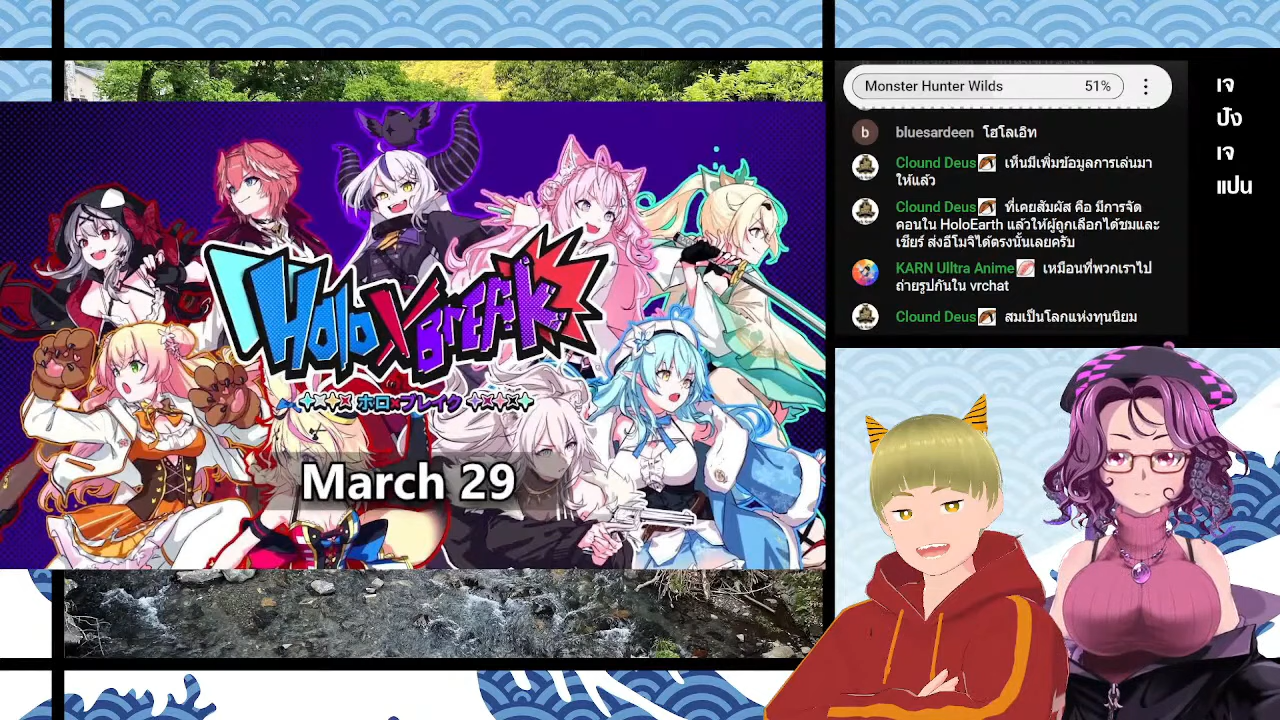 HoloXBreak
ホロ×ブレイク
March 29
Monster Hunter Wilds 51%
b bluesardeen โฮโลเอิท
Clound Deus เห็นมีเพิ่มข้อมูลการเล่นมา
ให้แล้ว
Clound Deus ที่เคยสัมผัส คือ มีการจัด
คอนใน HoloEarth แล้วให้ผู้ถูกเลือกได้ชมและ
เชียร์ ส่งอีโมจิได้ตรงนั้นเลยครับ
KARN Ulltra Anime เหมือนที่พวกเราไป
ถ่ายรูปกันใน vrchat
Clound Deus สมเป็นโลกแห่งทุนนิยม
เจ
ปัง
เจ
แปน